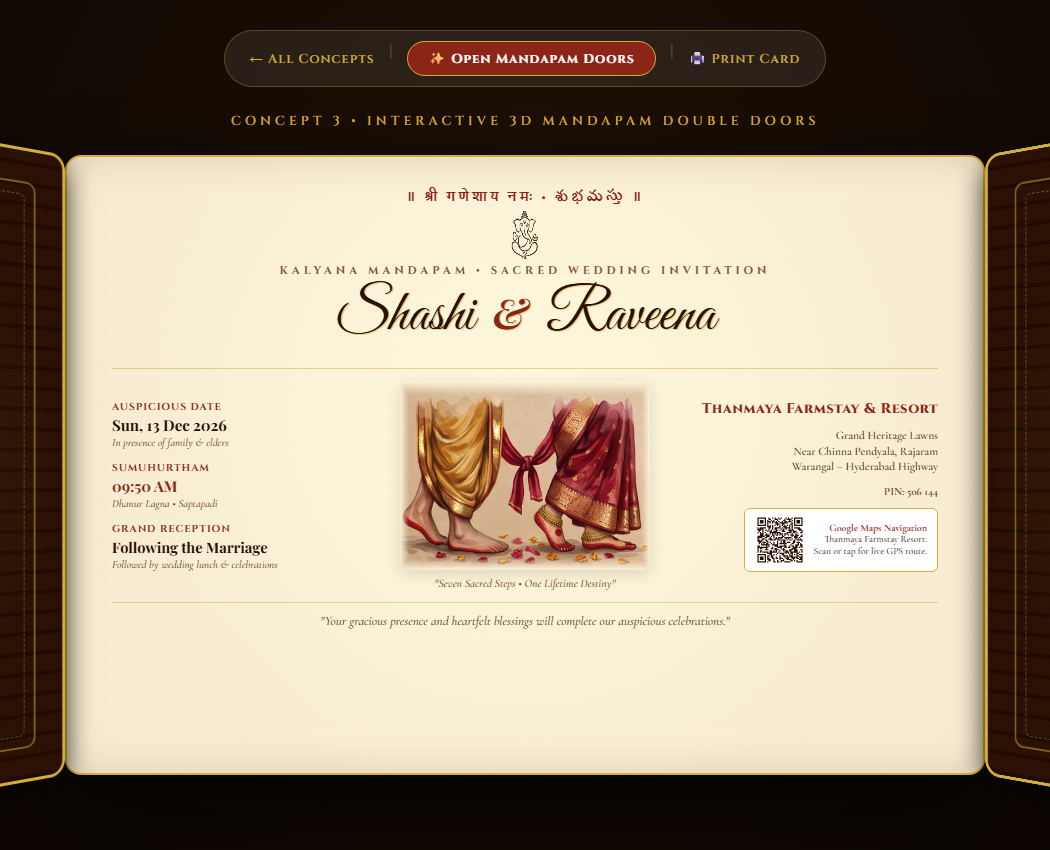 ← All Concepts
✨ Open Mandapam Doors
🖨 Print Card
CONCEPT 3 • INTERACTIVE 3D MANDAPAM DOUBLE DOORS
॥ श्री गणेशाय नमः • శుభమస్తు ॥
KALYANA MANDAPAM • SACRED WEDDING INVITATION
Shashi & Raveena
AUSPICIOUS DATE
Sun, 13 Dec 2026
In presence of family & elders
SUMUHURTHAM
09:50 AM
Dhanur Lagna • Saptapadi
GRAND RECEPTION
Following the Marriage
Followed by wedding lunch & celebrations
"Seven Sacred Steps • One Lifetime Destiny"
Thanmaya Farmstay & Resort
Grand Heritage Lawns
Near Chinna Pendyala, Rajaram
Warangal – Hyderabad Highway
PIN: 506 144
Google Maps Navigation
Thanmaya Farmstay Resort.
Scan or tap for live GPS route.
"Your gracious presence and heartfelt blessings will complete our auspicious celebrations."